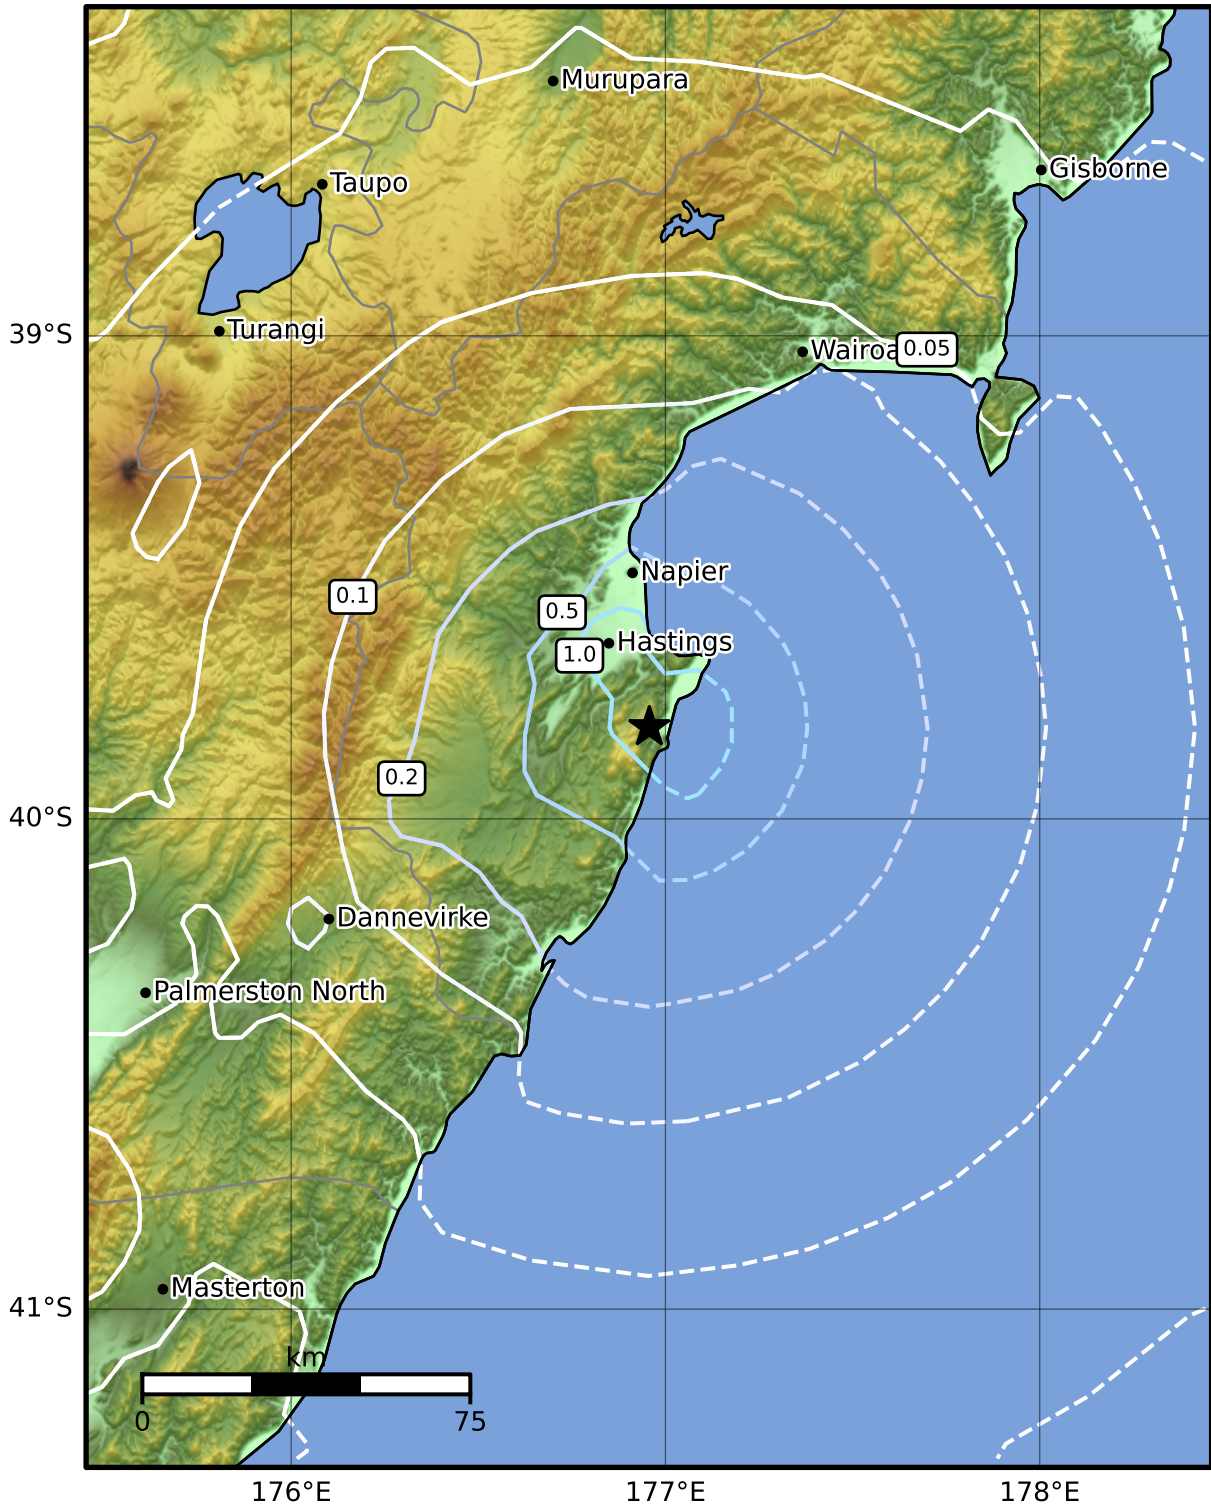 Murupara
Gisborne
Taupo
Turangi
39°S
Wairoa
0.05
Napier
0.1
0.5
Hastings
1.0
0.2
40°S
Dannevirke
Palmerston North
Masterton
41°S
km
0
75
176°E
177°E
178°E